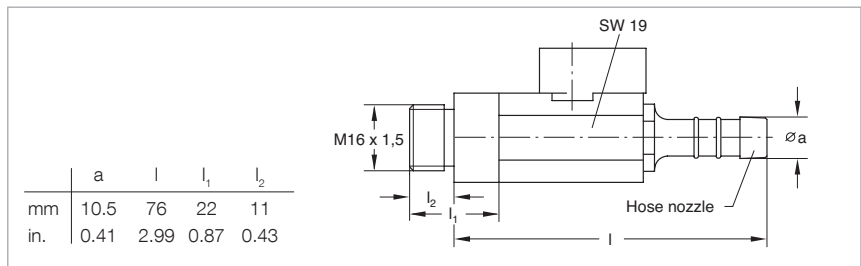 SW 19
M16 x 1,5
⌀ a
l₂
l₁
Hose nozzle
l
a l l₁ l₂
mm 10.5 76 22 11
in. 0.41 2.99 0.87 0.43